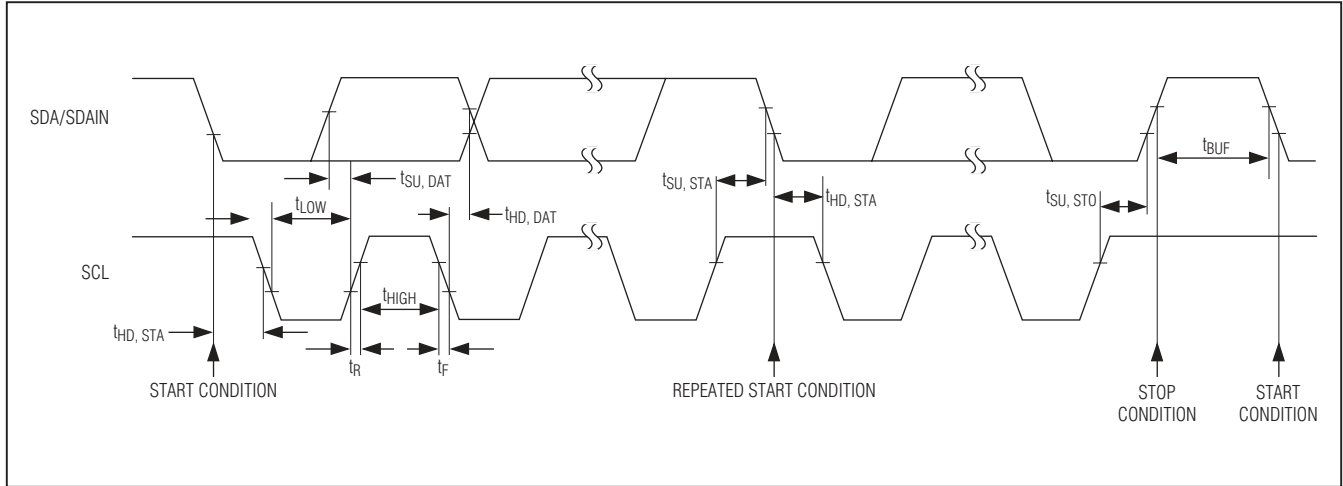 SDA/SDAIN
tSU, DAT
tLOW
tHD, DAT
tSU, STA
tHD, STA
tBUF
tSU, STO
SCL
tHIGH
tHD, STA
tR
tF
START CONDITION
REPEATED START CONDITION
STOP
CONDITION
START
CONDITION